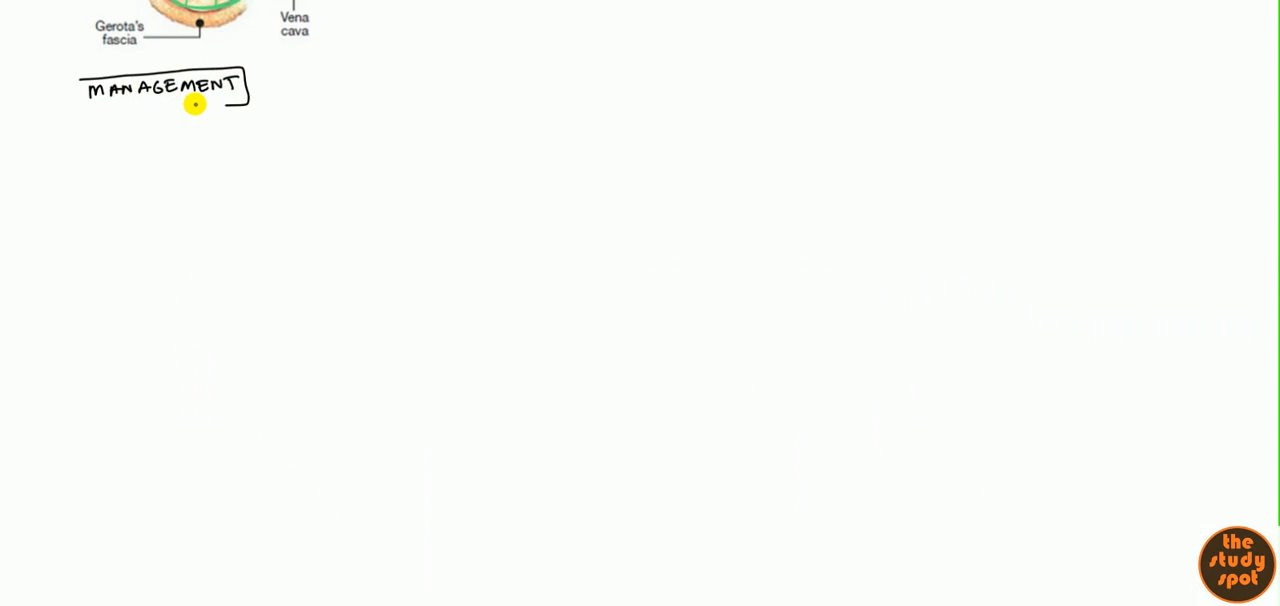 Gerota's
fascia
Vena
cava
MANAGEMENT
the
study
spot